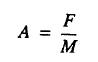 A = F / M